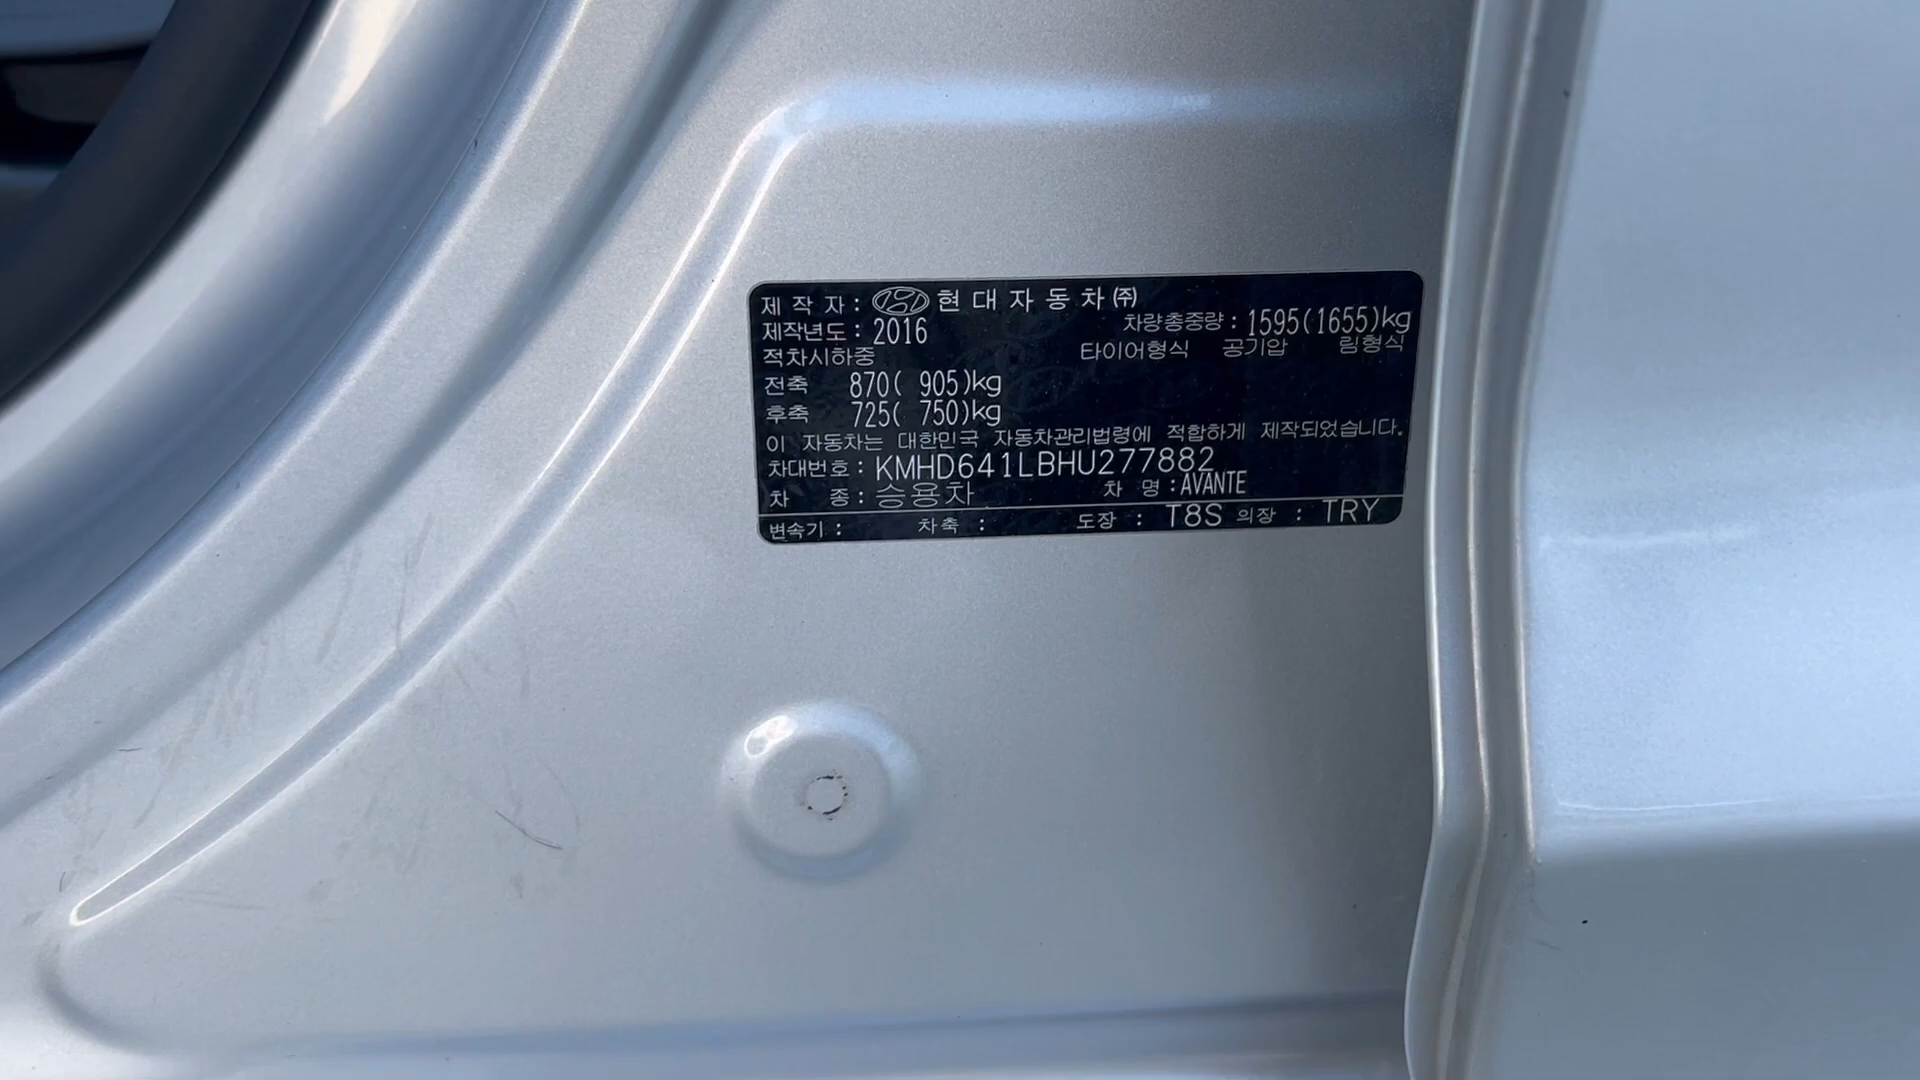 제 작 자 : 현 대 자 동 차 ㈜
제작년도 : 2016 차량총중량 : 1595(1655)kg
적차시하중 타이어형식 공기압 림형식
전축 870( 905)kg
후축 725( 750)kg
이 자동차는 대한민국 자동차관리법령에 적합하게 제작되었습니다.
차대번호 : KMHD641LBHU277882
차 종 : 승용차 차 명 : AVANTE
변속기 : 차축 : 도장 : T8S 의장 : TRY